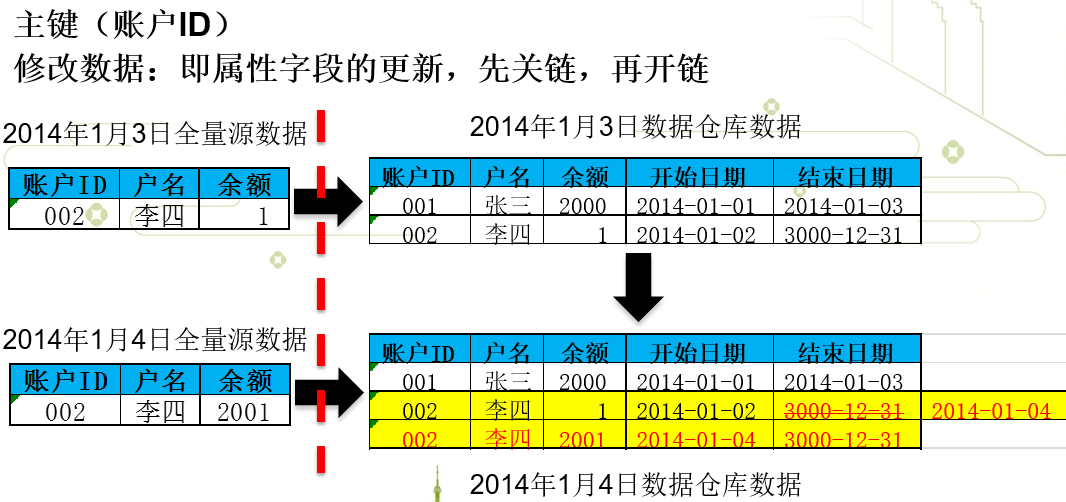 主键（账户ID）
修改数据：即属性字段的更新，先关链，再开链
2014年1月3日全量源数据
账户ID 户名 余额
002 李四 1
2014年1月3日数据仓库数据
账户ID 户名 余额 开始日期 结束日期
001 张三 2000 2014-01-01 2014-01-03
002 李四 1 2014-01-02 3000-12-31
2014年1月4日全量源数据
账户ID 户名 余额
002 李四 2001
账户ID 户名 余额 开始日期 结束日期
001 张三 2000 2014-01-01 2014-01-03
002 李四 1 2014-01-02 3000-12-31 2014-01-04
002 李四 2001 2014-01-04 3000-12-31
2014年1月4日数据仓库数据